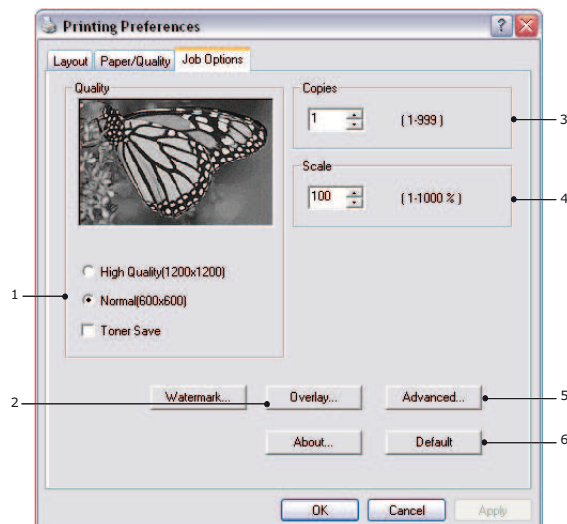 Printing Preferences
Layout Paper/Quality Job Options
Quality
Copies
1 (1-999) 3
Scale
100 (1-1000 %) 4
High Quality(1200x1200)
1 Normal(600x600)
Toner Save
Watermark... Overlay... Advanced... 5
2
About... Default 6
OK Cancel Apply